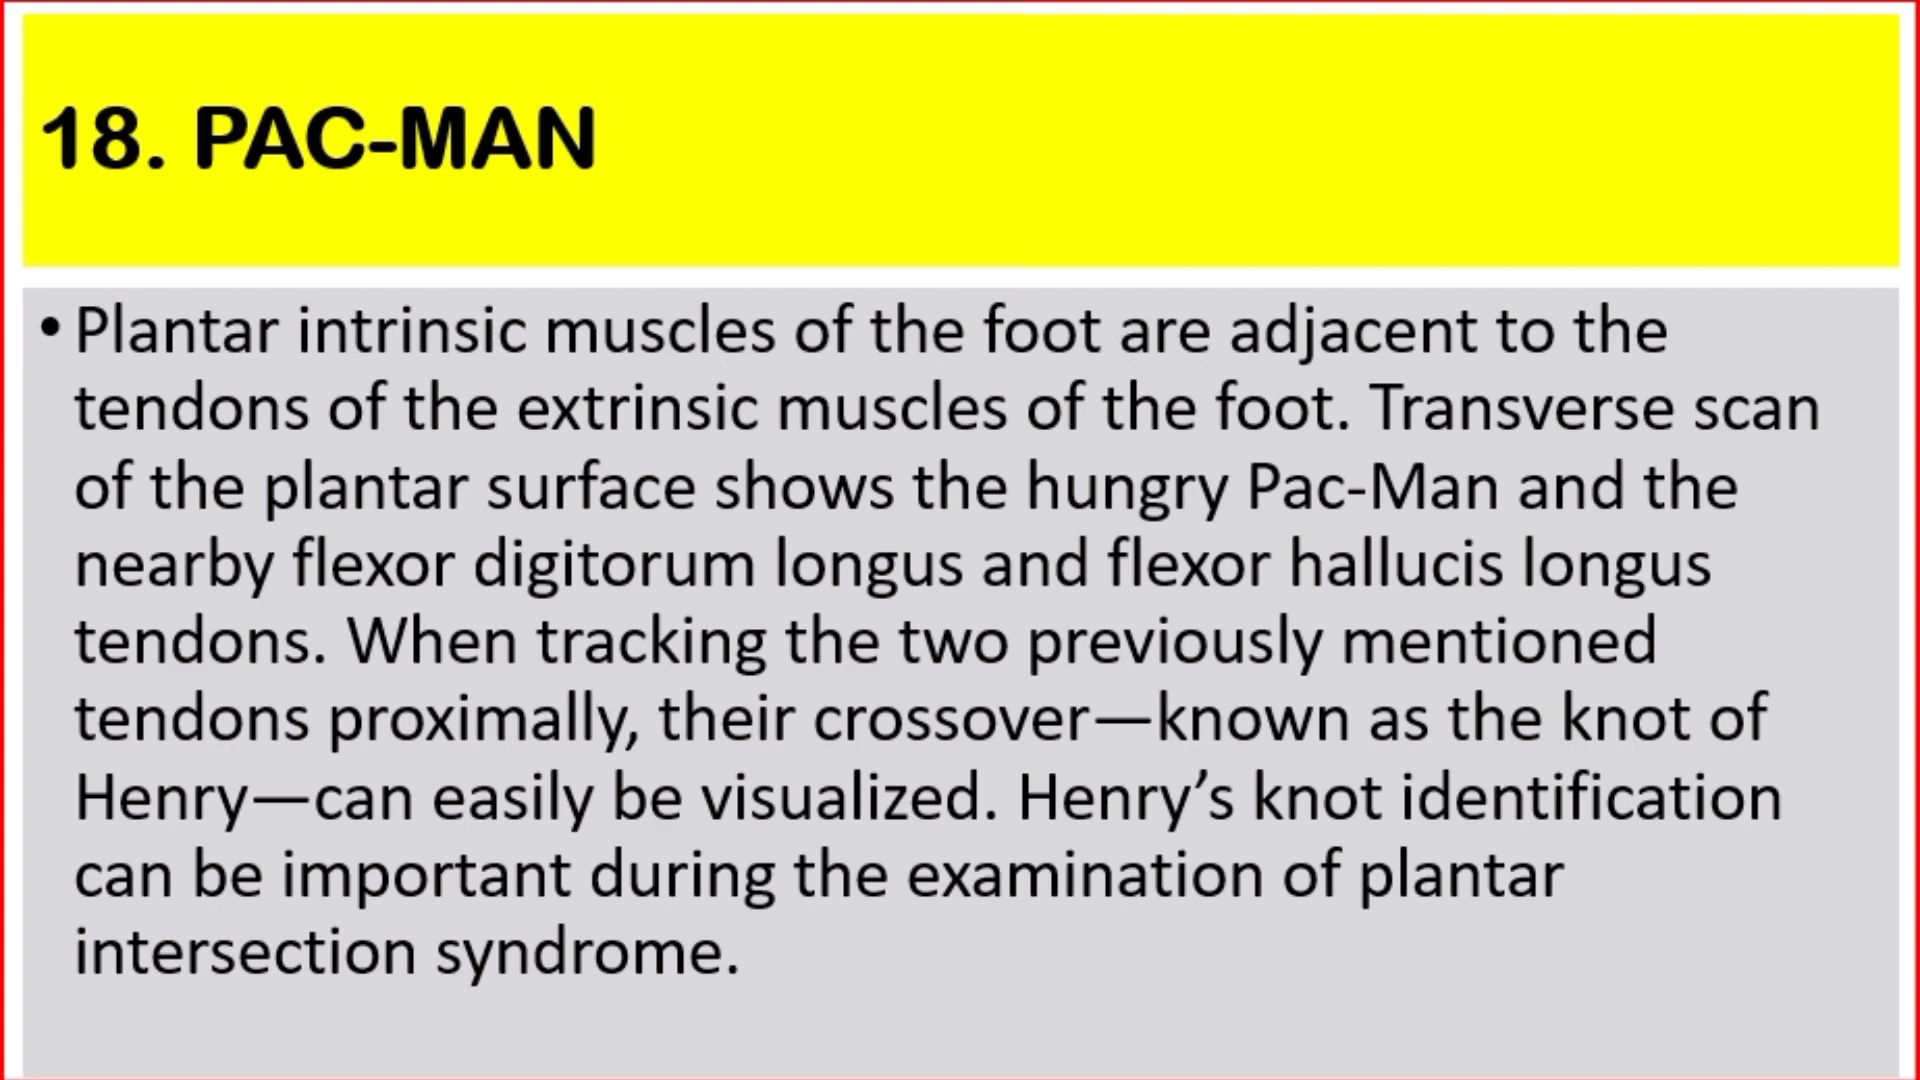 18. PAC-MAN
• Plantar intrinsic muscles of the foot are adjacent to the
tendons of the extrinsic muscles of the foot. Transverse scan
of the plantar surface shows the hungry Pac-Man and the
nearby flexor digitorum longus and flexor hallucis longus
tendons. When tracking the two previously mentioned
tendons proximally, their crossover—known as the knot of
Henry—can easily be visualized. Henry’s knot identification
can be important during the examination of plantar
intersection syndrome.